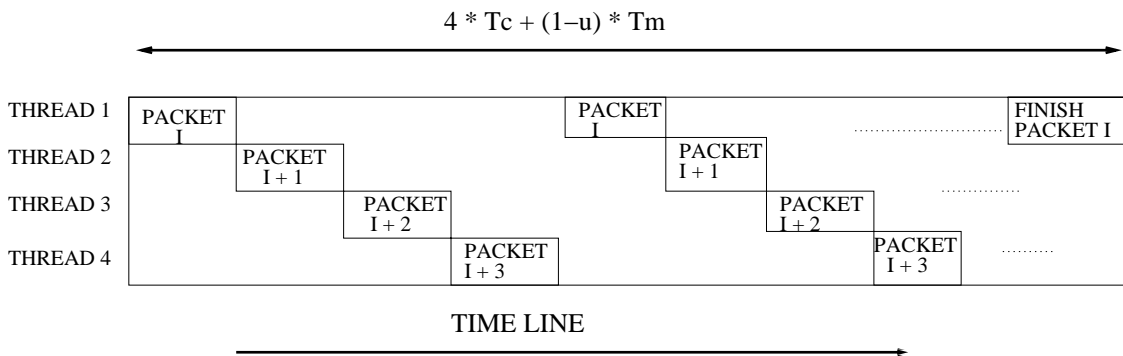 4 * Tc + (1–u) * Tm
THREAD 1
PACKET
I
PACKET
I
FINISH
PACKET I
THREAD 2
PACKET
I + 1
PACKET
I + 1
THREAD 3
PACKET
I + 2
PACKET
I + 2
THREAD 4
PACKET
I + 3
PACKET
I + 3
TIME LINE